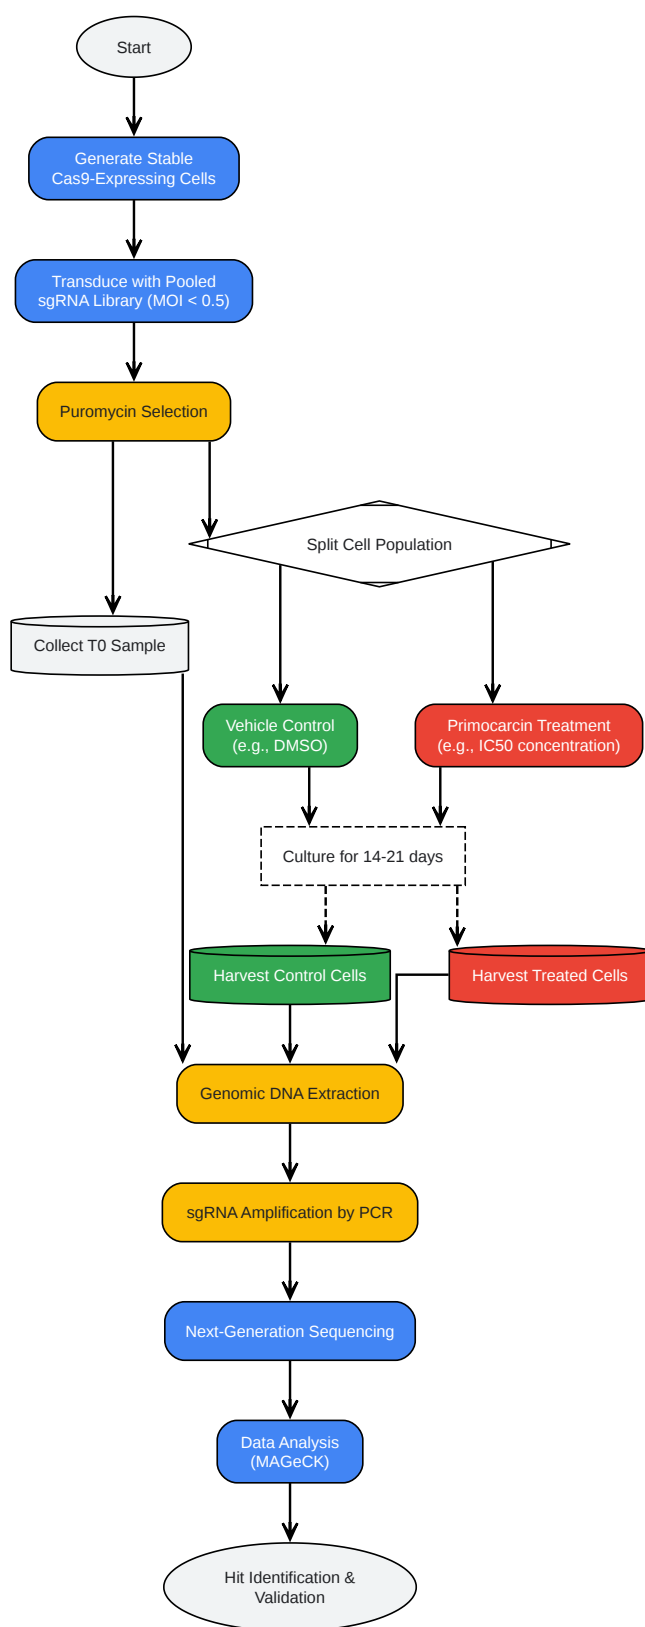 Start
Generate Stable
Cas9-Expressing Cells
Transduce with Pooled
sgRNA Library (MOI < 0.5)
Puromycin Selection
Split Cell Population
Collect T0 Sample
Vehicle Control
(e.g., DMSO)
Primocarcin Treatment
(e.g., IC50 concentration)
Culture for 14-21 days
Harvest Control Cells
Harvest Treated Cells
Genomic DNA Extraction
sgRNA Amplification by PCR
Next-Generation Sequencing
Data Analysis
(MAGeCK)
Hit Identification &
Validation